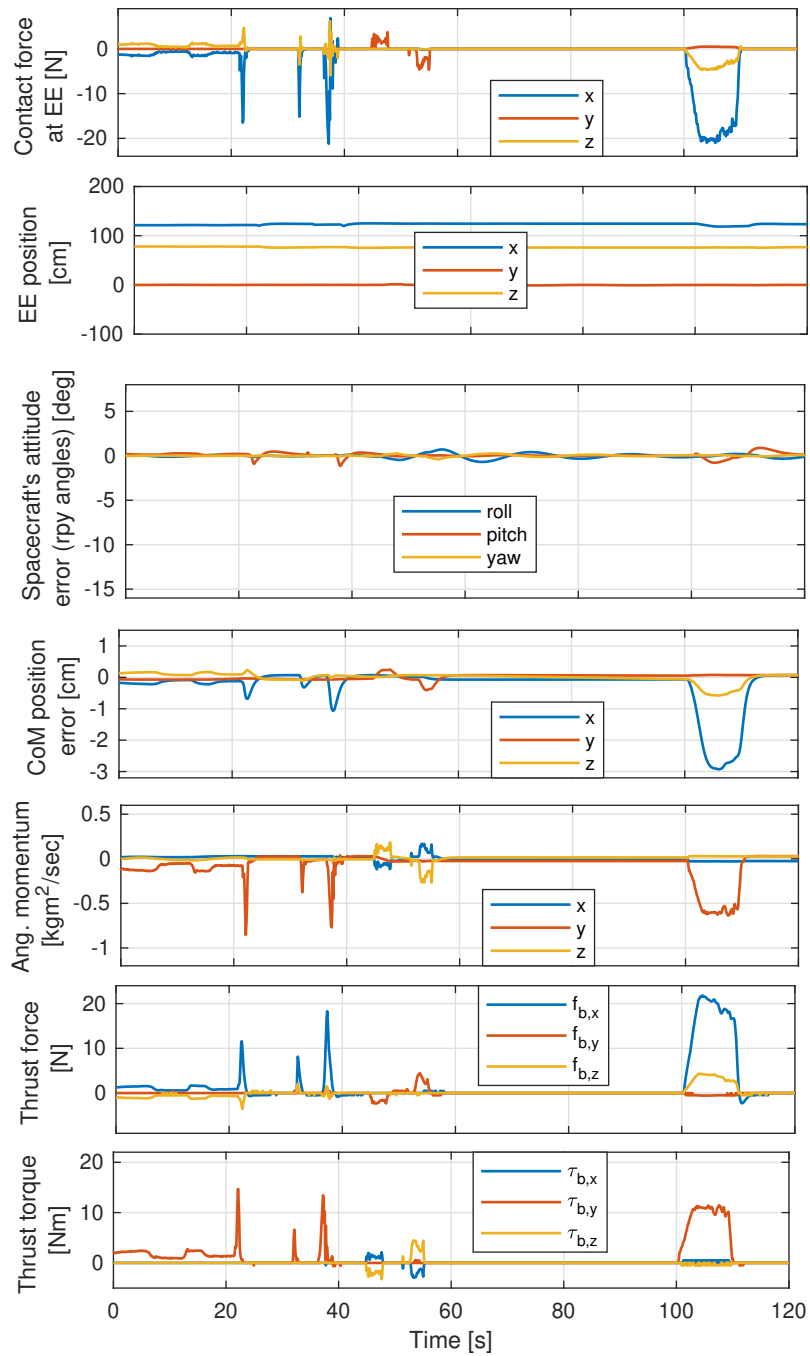 Contact force
at EE [N]
0
-10
-20
x
y
z
EE position
[cm]
200
100
0
-100
x
y
z
Spacecraft's attitude
error (rpy angles) [deg]
5
0
-5
-10
-15
roll
pitch
yaw
CoM position
error [cm]
1
0
-1
-2
-3
x
y
z
Ang. momentum
[kgm²/sec]
0.5
0
-0.5
-1
x
y
z
Thrust force
[N]
20
10
0
f_b,x
f_b,y
f_b,z
Thrust torque
[Nm]
20
10
0
τ_b,x
τ_b,y
τ_b,z
0 20 40 60 80 100 120
Time [s]